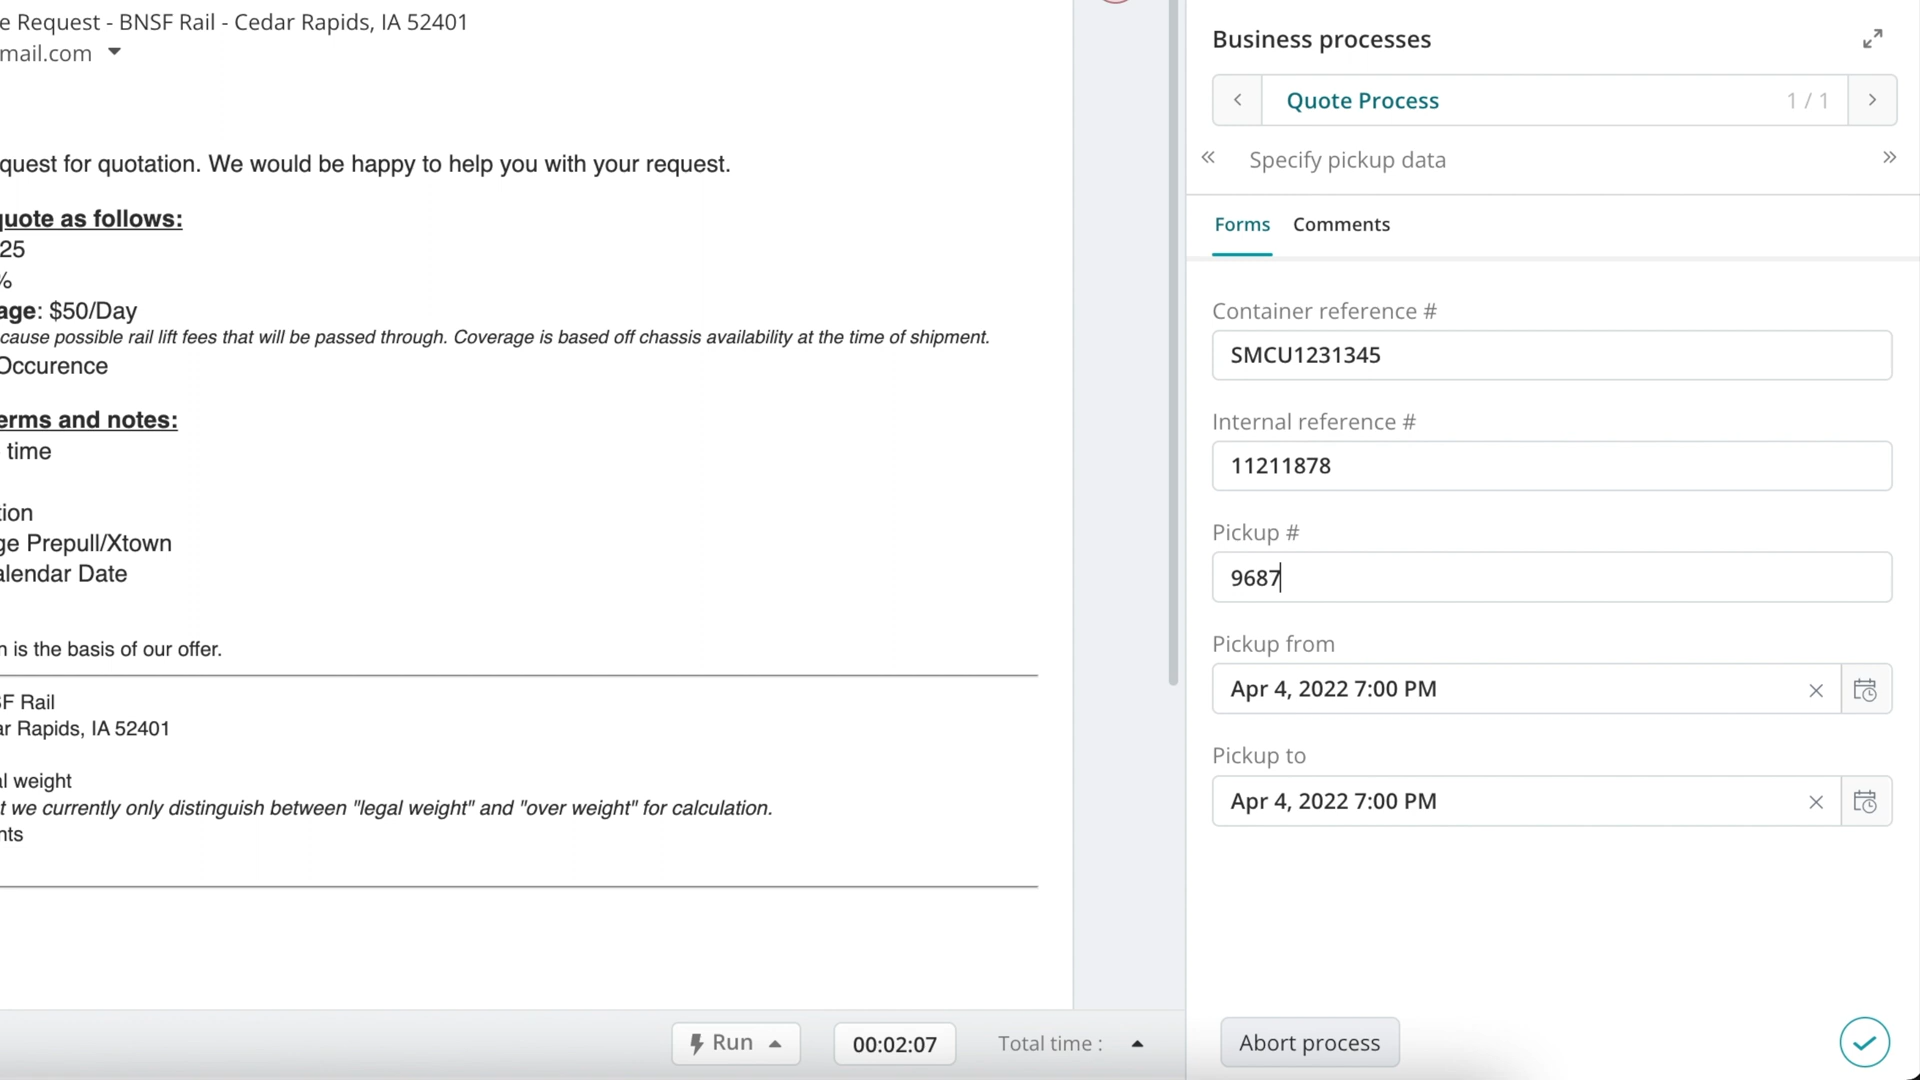 e Request - BNSF Rail - Cedar Rapids, IA 52401
mail.com
quest for quotation. We would be happy to help you with your request.
quote as follows:
25
%
age: $50/Day
cause possible rail lift fees that will be passed through. Coverage is based off chassis availability at the time of shipment.
Occurence
erms and notes:
time
tion
ge Prepull/Xtown
alendar Date
n is the basis of our offer.
SF Rail
ar Rapids, IA 52401
al weight
t we currently only distinguish between "legal weight" and "over weight" for calculation.
nts
Run
00:02:07
Total time :
Business processes
Quote Process
1 / 1
Specify pickup data
Forms
Comments
Container reference #
SMCU1231345
Internal reference #
11211878
Pickup #
9687
Pickup from
Apr 4, 2022 7:00 PM
Pickup to
Apr 4, 2022 7:00 PM
Abort process